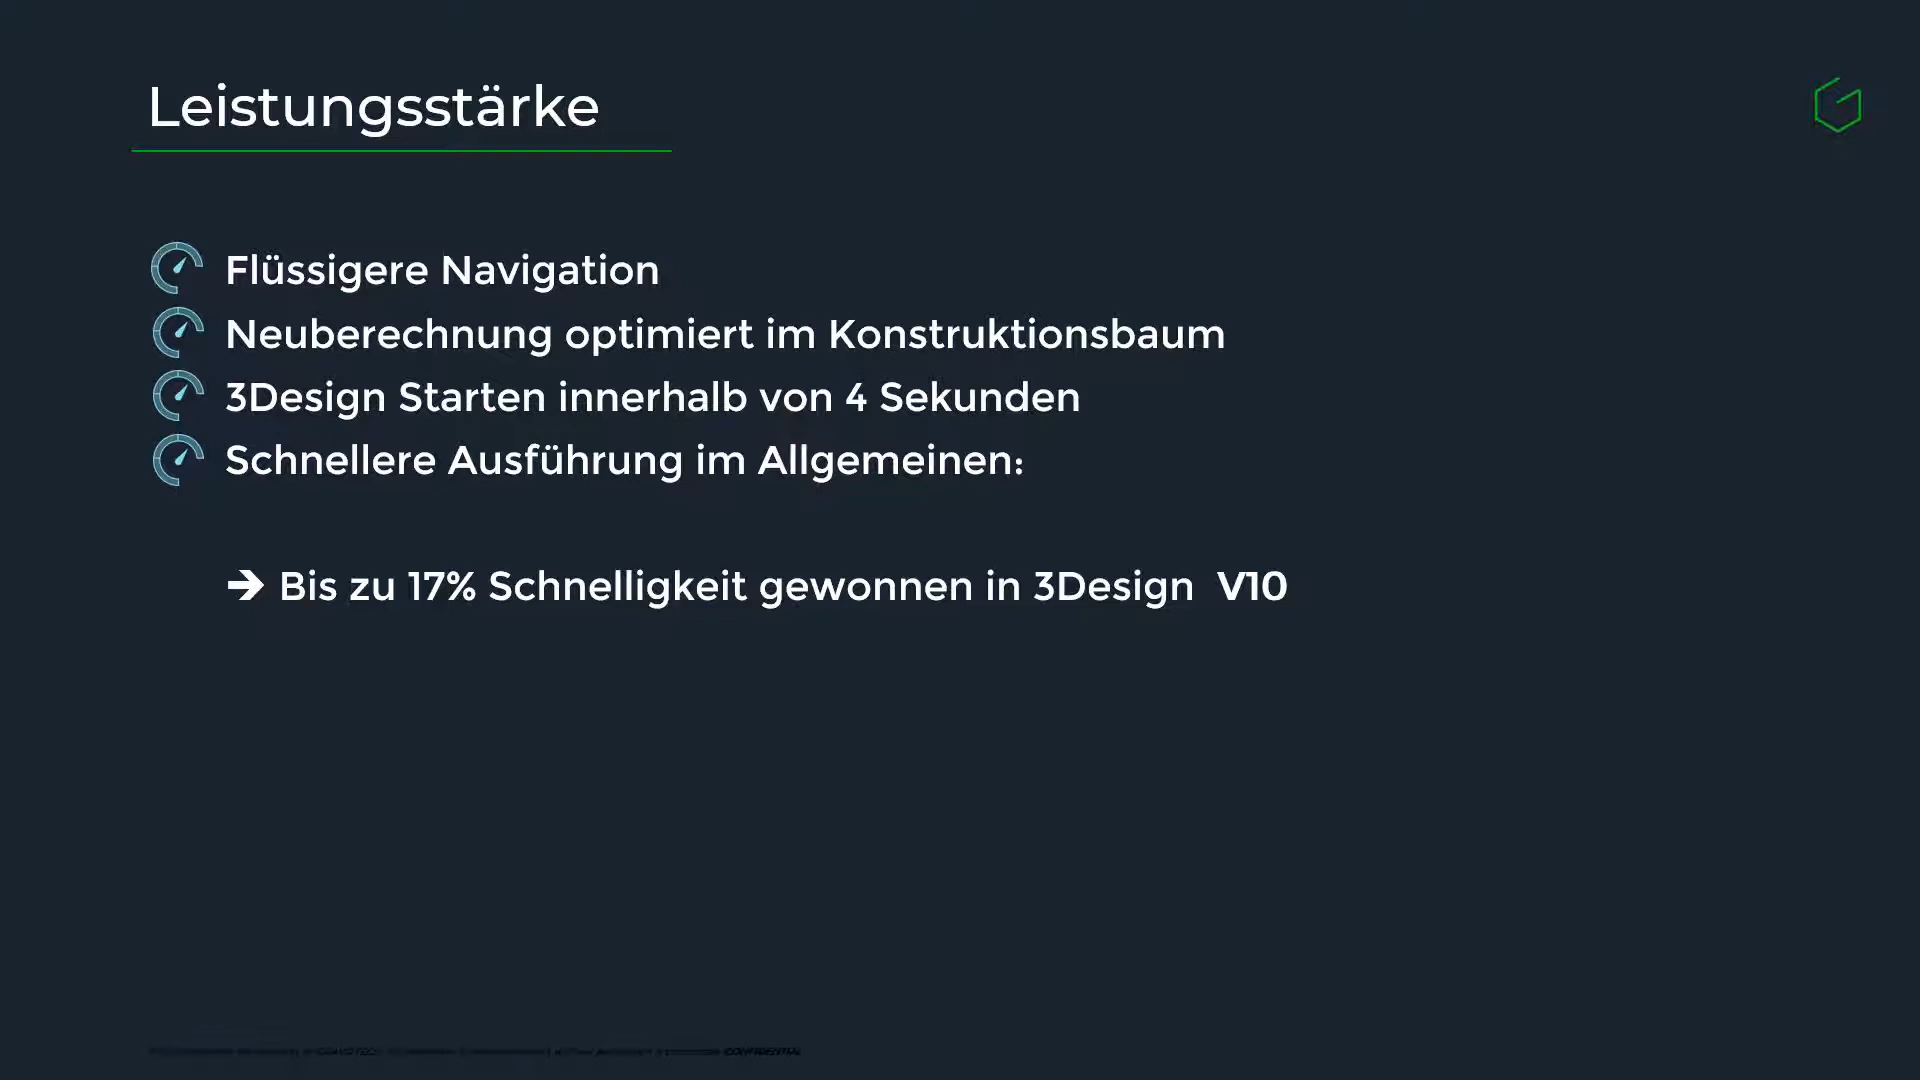 Leistungsstärke
Flüssigere Navigation
Neuberechnung optimiert im Konstruktionsbaum
3Design Starten innerhalb von 4 Sekunden
Schnellere Ausführung im Allgemeinen:
➔ Bis zu 17% Schnelligkeit gewonnen in 3Design V10
CONFIDENTIAL